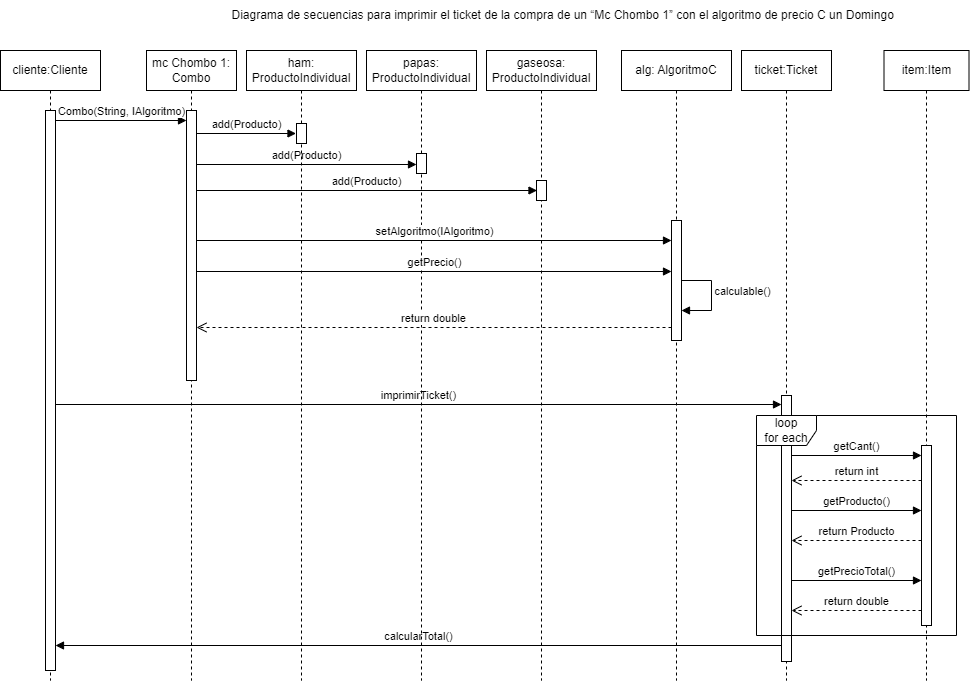 Diagrama de secuencias para imprimir el ticket de la compra de un “Mc Chombo 1” con el algoritmo de precio C un Domingo
cliente:Cliente
mc Chombo 1:
Combo
ham:
ProductoIndividual
papas:
ProductoIndividual
gaseosa:
ProductoIndividual
alg: AlgoritmoC
ticket:Ticket
item:Item
Combo(String, IAlgoritmo)
add(Producto)
add(Producto)
add(Producto)
setAlgoritmo(IAlgoritmo)
getPrecio()
calculable()
return double
imprimirTicket()
loop
for each
getCant()
return int
getProducto()
return Producto
getPrecioTotal()
return double
calcularTotal()